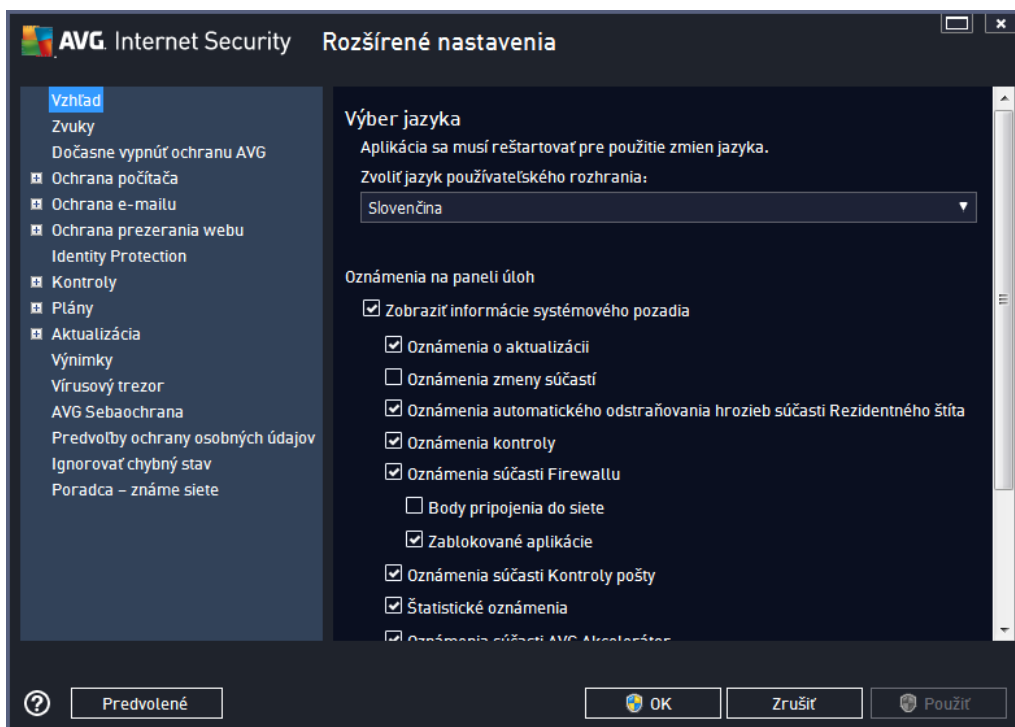 AVG. Internet Security Rozšírené nastavenia
Vzhľad
Zvuky
Dočasne vypnúť ochranu AVG
Ochrana počítača
Ochrana e-mailu
Ochrana prezerania webu
Identity Protection
Kontroly
Plány
Aktualizácia
Výnimky
Vírusový trezor
AVG Sebaochrana
Predvoľby ochrany osobných údajov
Ignorovať chybný stav
Poradca – známe siete
Výber jazyka
Aplikácia sa musí reštartovať pre použitie zmien jazyka.
Zvoliť jazyk používateľského rozhrania:
Slovenčina
Oznámenia na paneli úloh
Zobraziť informácie systémového pozadia
Oznámenia o aktualizácii
Oznámenia zmeny súčastí
Oznámenia automatického odstraňovania hrozieb súčasti Rezidentného štíta
Oznámenia kontroly
Oznámenia súčasti Firewallu
Body pripojenia do siete
Zablokované aplikácie
Oznámenia súčasti Kontroly pošty
Štatistické oznámenia
Oznámenia súčasti AVG Akcelerátor
Predvolené
OK
Zrušiť
Použiť